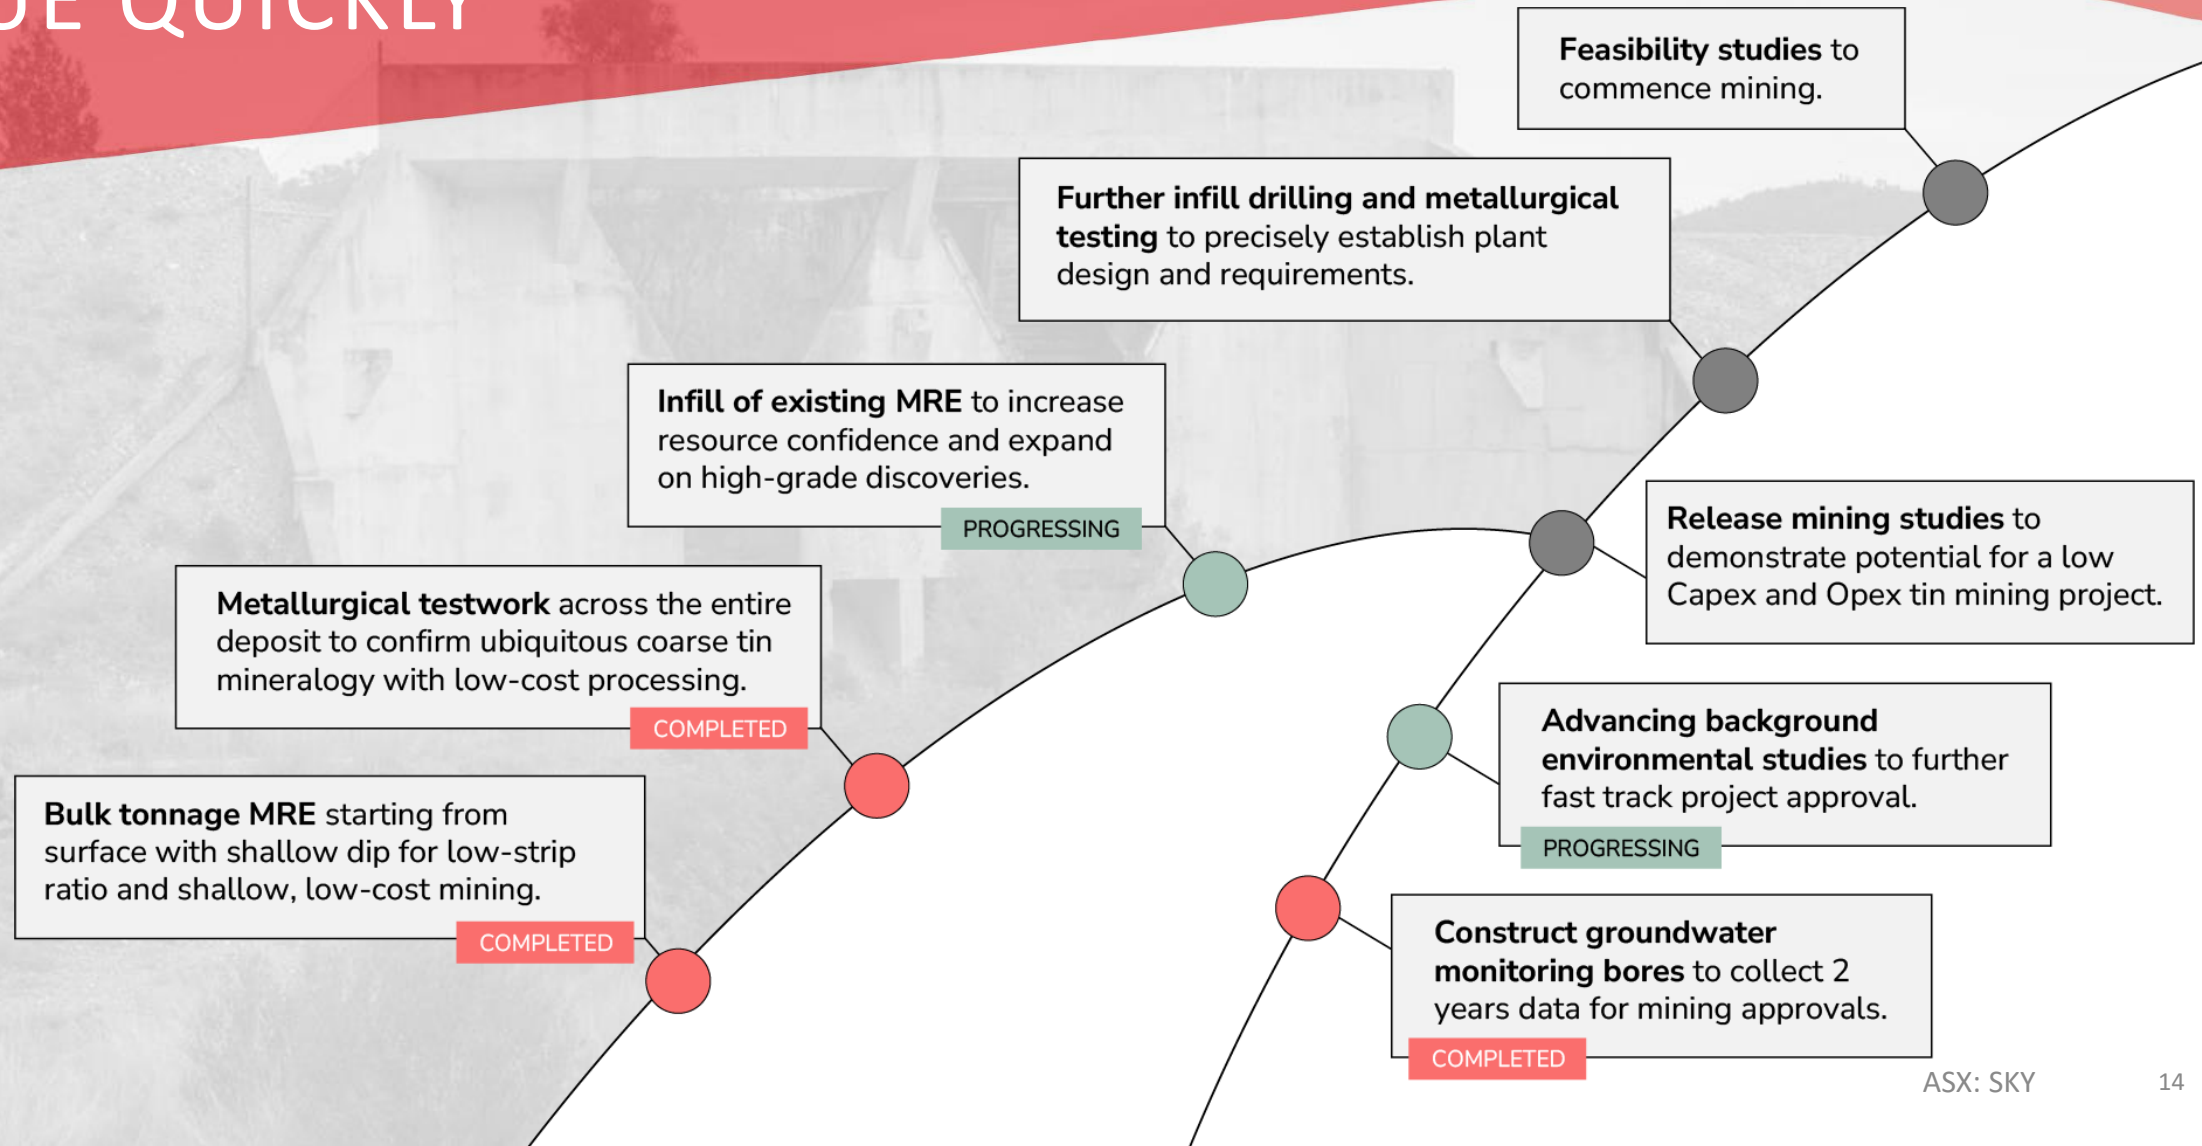 QUICKLY
Feasibility studies to
commence mining.
Further infill drilling and metallurgical
testing to precisely establish plant
design and requirements.
Infill of existing MRE to increase
resource confidence and expand
on high-grade discoveries.
PROGRESSING
Release mining studies to
demonstrate potential for a low
Capex and Opex tin mining project.
Metallurgical testwork across the entire
deposit to confirm ubiquitous coarse tin
mineralogy with low-cost processing.
COMPLETED
Advancing background
environmental studies to further
fast track project approval.
PROGRESSING
Bulk tonnage MRE starting from
surface with shallow dip for low-strip
ratio and shallow, low-cost mining.
COMPLETED
Construct groundwater
monitoring bores to collect 2
years data for mining approvals.
COMPLETED
ASX: SKY
14